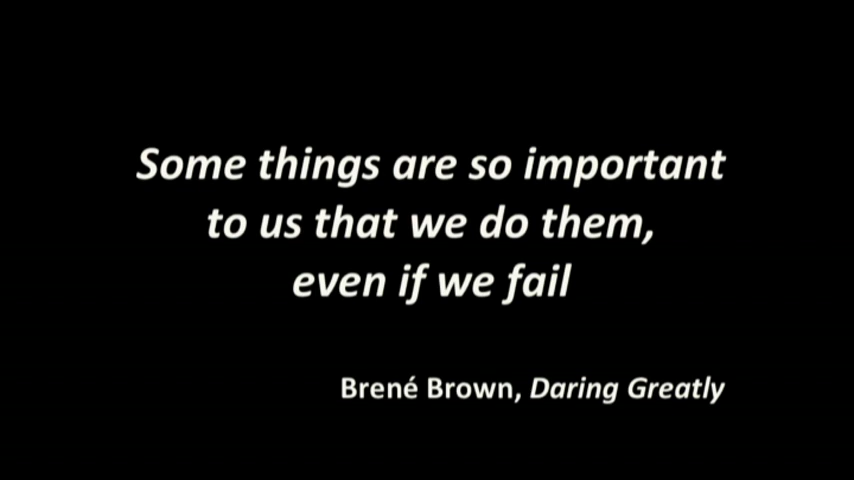 Some things are so important
to us that we do them,
even if we fail
Brené Brown, Daring Greatly